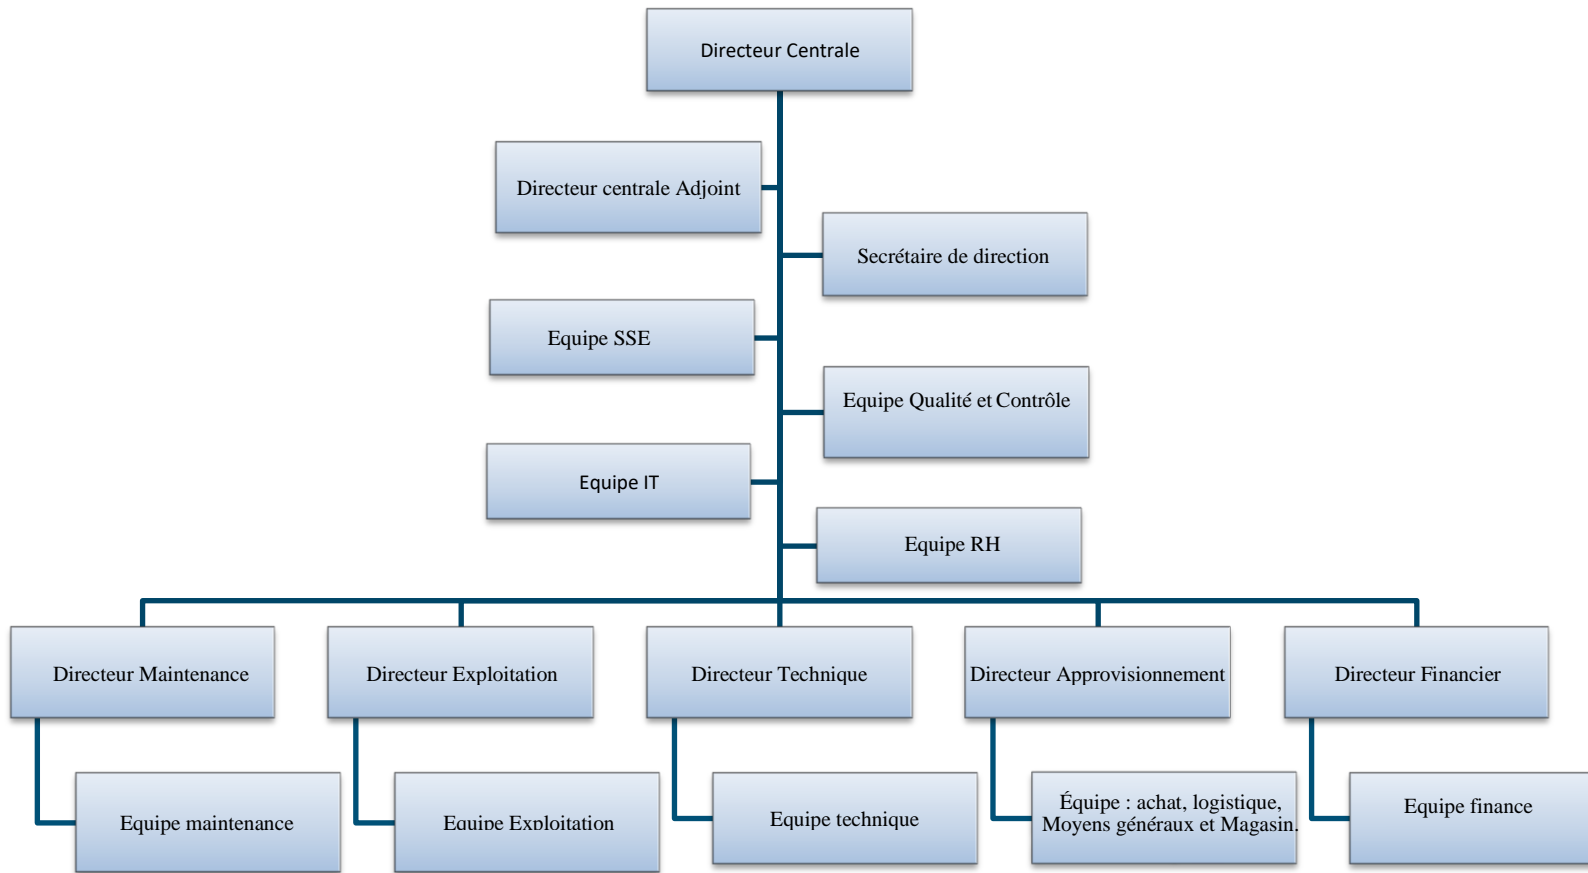 Directeur Centrale
Directeur centrale Adjoint
Secrétaire de direction
Equipe SSE
Equipe Qualité et Contrôle
Equipe IT
Equipe RH
Directeur Maintenance
Directeur Exploitation
Directeur Technique
Directeur Approvisionnement
Directeur Financier
Equipe maintenance
Equipe Exploitation
Equipe technique
Équipe : achat, logistique,
Moyens généraux et Magasin.
Equipe finance